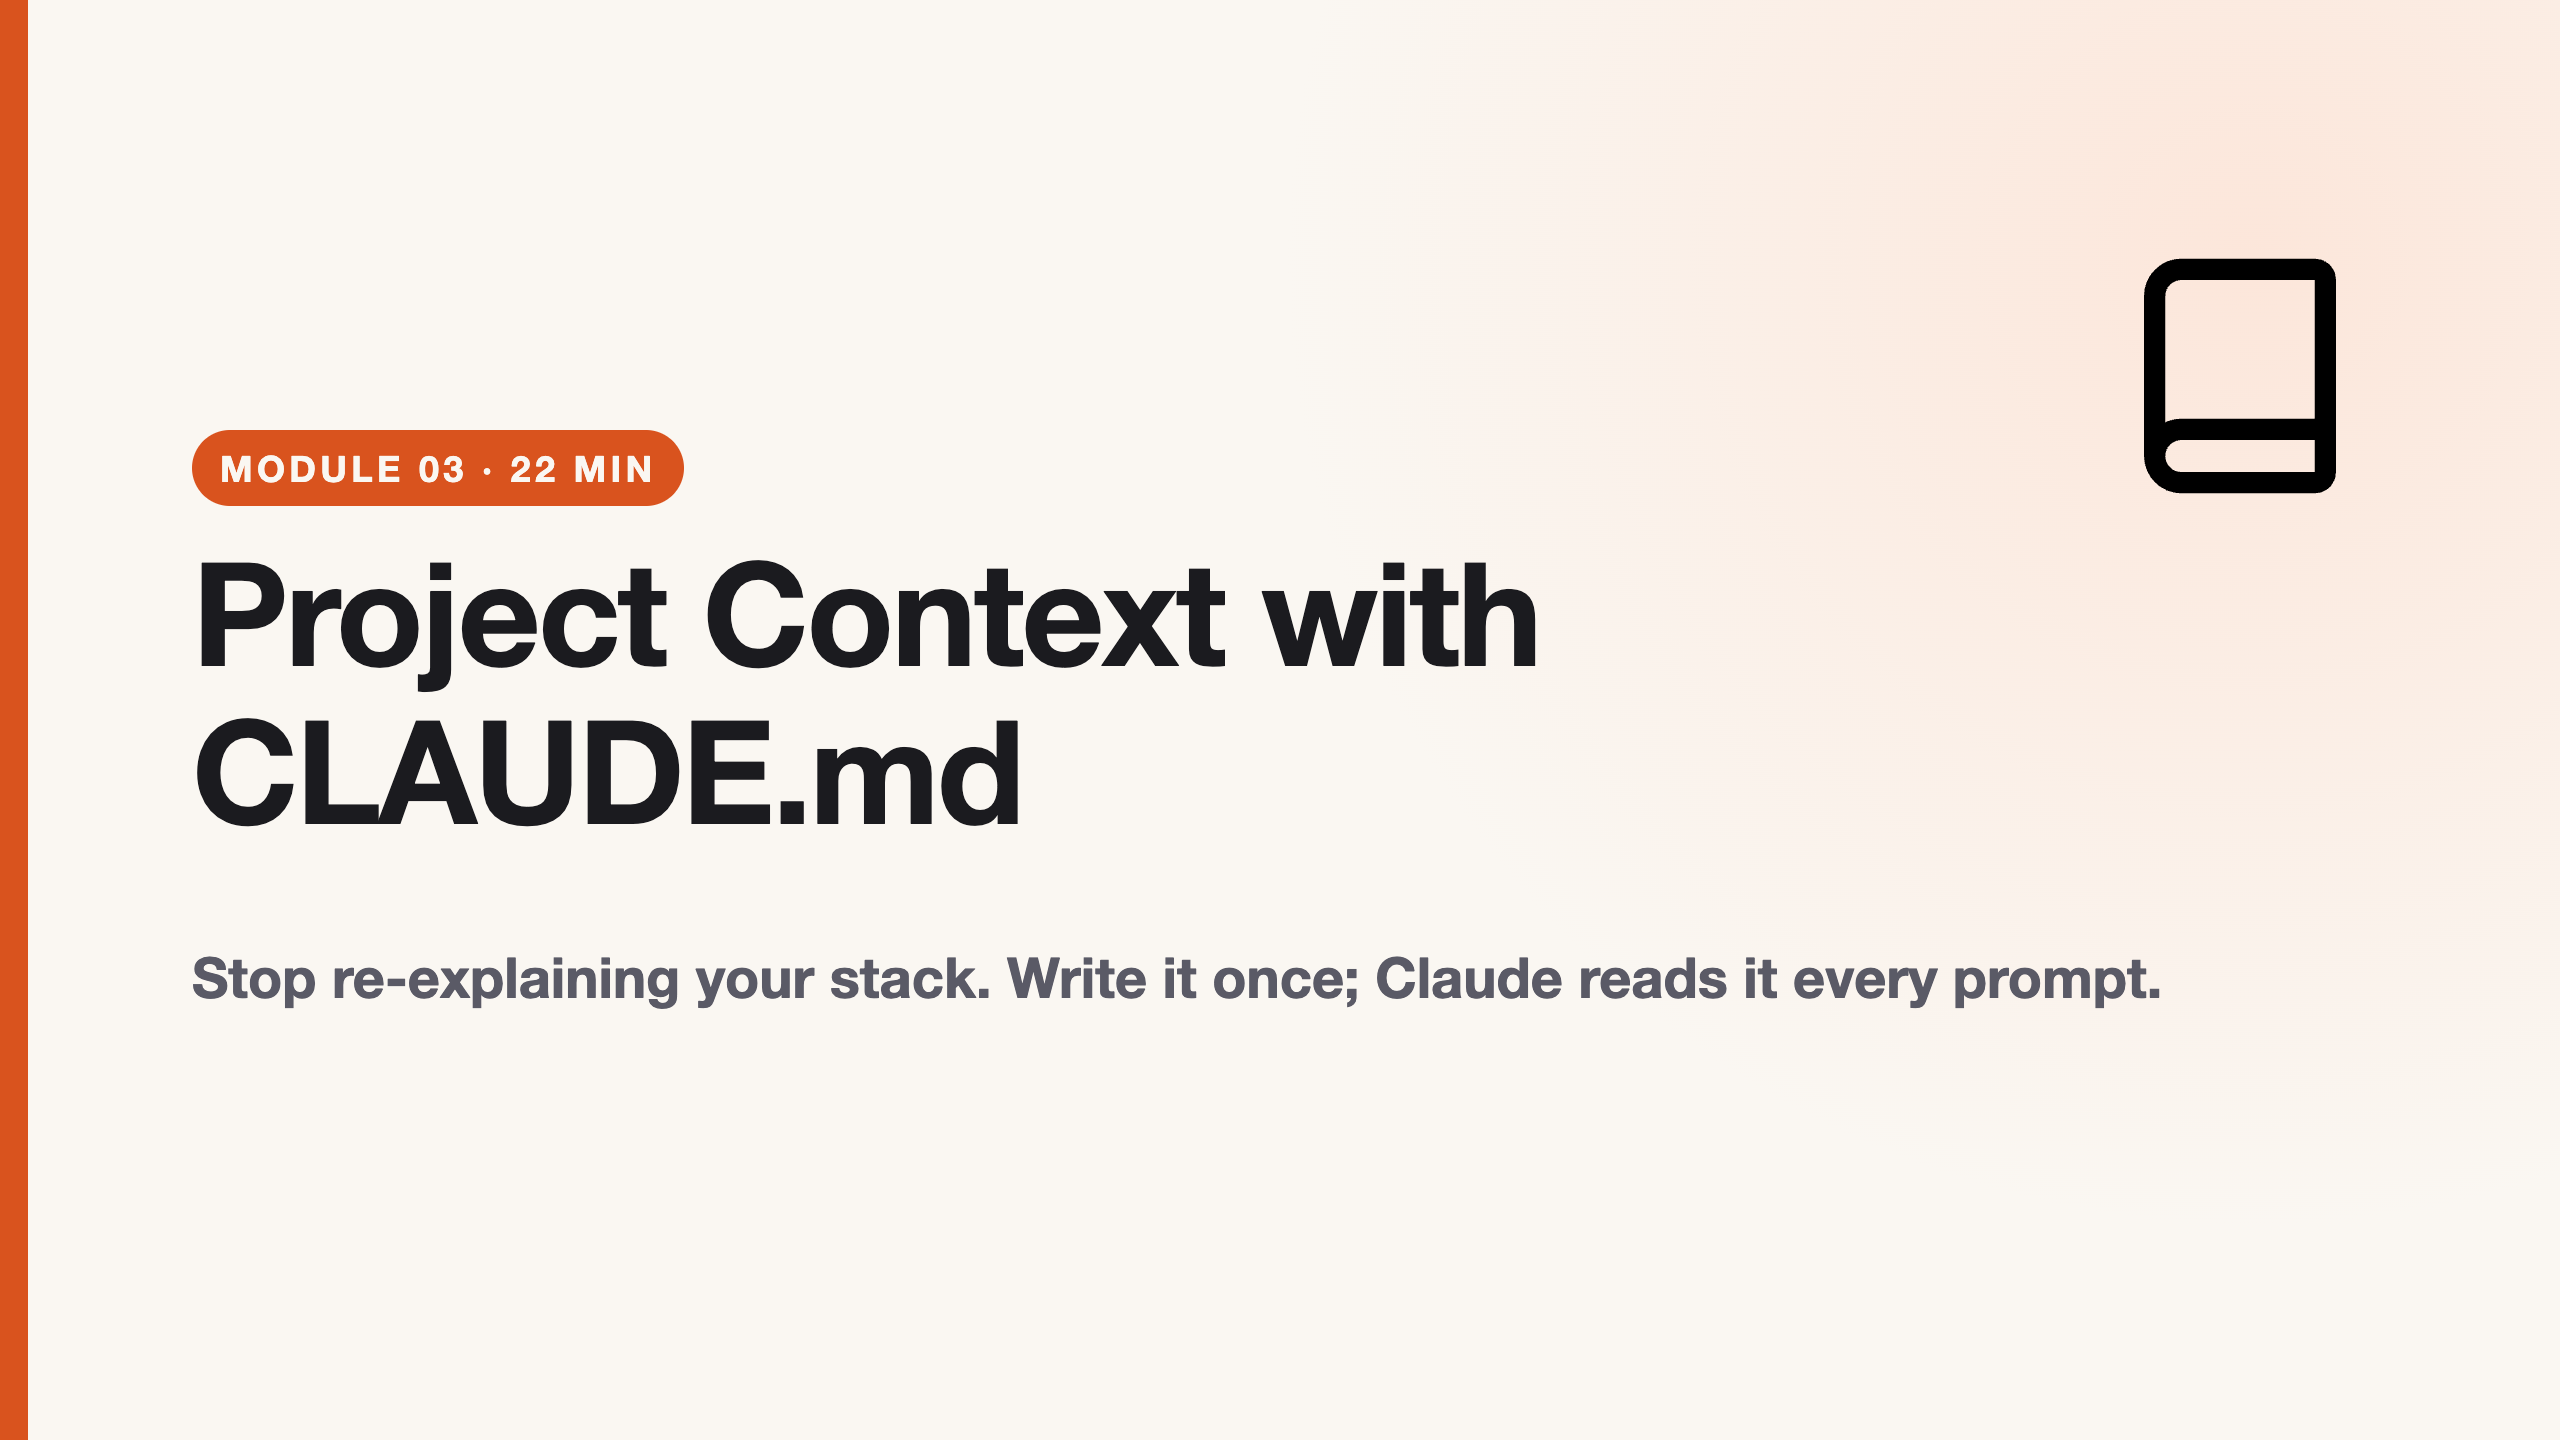 MODULE 03 · 22 MIN
Project Context with
CLAUDE.md
Stop re-explaining your stack. Write it once; Claude reads it every prompt.